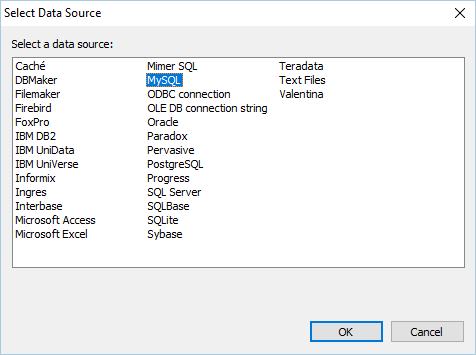 Select Data Source
Select a data source:
Caché
DBMaker
Filemaker
Firebird
FoxPro
IBM DB2
IBM UniData
IBM UniVerse
Informix
Ingres
Interbase
Microsoft Access
Microsoft Excel
Mimer SQL
MySQL
ODBC connection
OLE DB connection string
Oracle
Paradox
Pervasive
PostgreSQL
Progress
SQL Server
SQLBase
SQLite
Sybase
Teradata
Text Files
Valentina
OK
Cancel